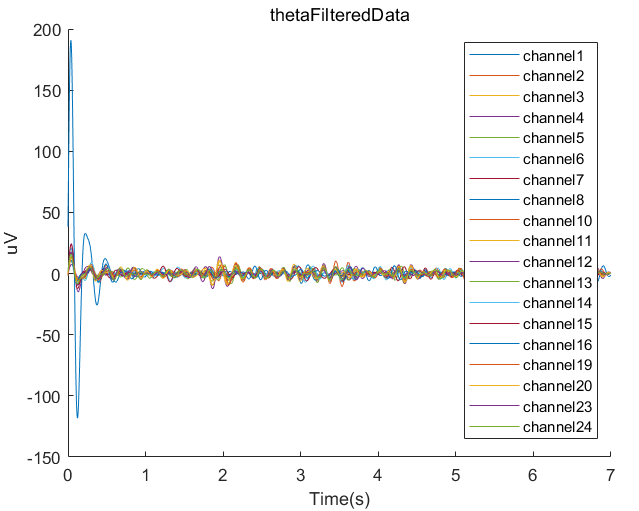 thetaFilteredData
200
150
100
50
0
-50
-100
-150
uV
0 1 2 3 4 5 6 7
Time(s)
channel1
channel2
channel3
channel4
channel5
channel6
channel7
channel8
channel10
channel11
channel12
channel13
channel14
channel15
channel16
channel19
channel20
channel23
channel24